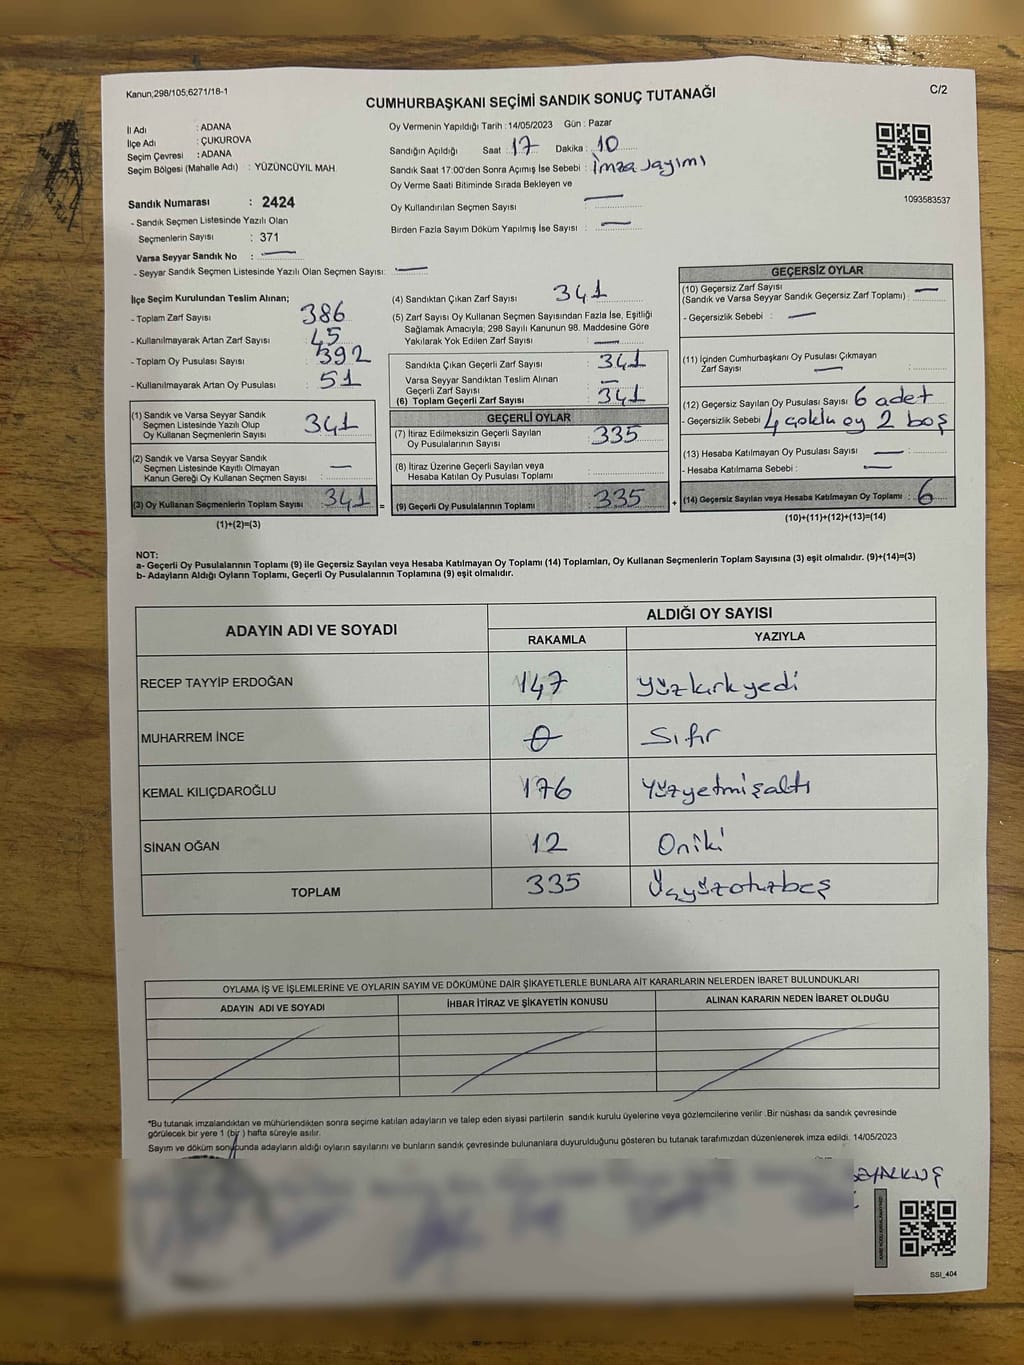 Kanun;298/105;6271/18-1
C/2
CUMHURBAŞKANI SEÇİMİ SANDIK SONUÇ TUTANAĞI
İl Adı : ADANA
İlçe Adı : ÇUKUROVA
Seçim Çevresi : ADANA
Seçim Bölgesi (Mahalle Adı) : YÜZÜNCÜYIL MAH.
Sandık Numarası : 2424
- Sandık Seçmen Listesinde Yazılı Olan
Seçmenlerin Sayısı : 371
Varsa Seyyar Sandık No : —
- Seyyar Sandık Seçmen Listesinde Yazılı Olan Seçmen Sayısı: —
Oy Vermenin Yapıldığı Tarih : 14/05/2023 Gün : Pazar
Sandığın Açıldığı Saat : 17 Dakika : 10
Sandık Saat 17:00'den Sonra Açımış İse Sebebi : imza sayımı
Oy Verme Saati Bitiminde Sırada Bekleyen ve
Oy Kullandırılan Seçmen Sayısı : —
Birden Fazla Sayım Döküm Yapılmış İse Sayısı : —
1093583537
İlçe Seçim Kurulundan Teslim Alınan;
- Toplam Zarf Sayısı : 386
- Kullanılmayarak Artan Zarf Sayısı : 45
- Toplam Oy Pusulası Sayısı : 392
- Kullanılmayarak Artan Oy Pusulası : 51
(1) Sandık ve Varsa Seyyar Sandık
Seçmen Listesinde Yazılı Olup
Oy Kullanan Seçmenlerin Sayısı : 341
(2) Sandık ve Varsa Seyyar Sandık
Seçmen Listesinde Kayıtlı Olmayan
Kanun Gereği Oy Kullanan Seçmen Sayısı : —
(3) Oy Kullanan Seçmenlerin Toplam Sayısı : 341
(1)+(2)=(3)
(4) Sandıktan Çıkan Zarf Sayısı : 341
(5) Zarf Sayısı Oy Kullanan Seçmen Sayısından Fazla İse, Eşitliği
Sağlamak Amacıyla; 298 Sayılı Kanunun 98. Maddesine Göre
Yakılarak Yok Edilen Zarf Sayısı : —
Sandıkta Çıkan Geçerli Zarf Sayısı : 341
Varsa Seyyar Sandıktan Teslim Alınan
Geçerli Zarf Sayısı : —
(6) Toplam Geçerli Zarf Sayısı : 341
GEÇERLİ OYLAR
(7) İtiraz Edilmeksizin Geçerli Sayılan
Oy Pusulalarının Sayısı : 335
(8) İtiraz Üzerine Geçerli Sayılan veya
Hesaba Katılan Oy Pusulası Toplamı :
= (9) Geçerli Oy Pusulalarının Toplamı : 335
GEÇERSİZ OYLAR
(10) Geçersiz Zarf Sayısı
(Sandık ve Varsa Seyyar Sandık Geçersiz Zarf Toplamı) : —
- Geçersizlik Sebebi : —
(11) İçinden Cumhurbaşkanı Oy Pusulası Çıkmayan
Zarf Sayısı : —
(12) Geçersiz Sayılan Oy Pusulası Sayısı : 6 adet
- Geçersizlik Sebebi : 4 çoklu oy 2 boş
(13) Hesaba Katılmayan Oy Pusulası Sayısı : —
- Hesaba Katılmama Sebebi : —
+ (14) Geçersiz Sayılan veya Hesaba Katılmayan Oy Toplamı : 6
(10)+(11)+(12)+(13)=(14)
NOT:
a- Geçerli Oy Pusulalarının Toplamı (9) ile Geçersiz Sayılan veya Hesaba Katılmayan Oy Toplamı (14) Toplamları, Oy Kullanan Seçmenlerin Toplam Sayısına (3) eşit olmalıdır. (9)+(14)=(3)
b- Adayların Aldığı Oyların Toplamı, Geçerli Oy Pusulalarının Toplamına (9) eşit olmalıdır.
ADAYIN ADI VE SOYADI
ALDIĞI OY SAYISI
RAKAMLA YAZIYLA
RECEP TAYYİP ERDOĞAN 147 Yüzkırkyedi
MUHARREM İNCE 0 Sıfır
KEMAL KILIÇDAROĞLU 176 Yüzyetmişaltı
SİNAN OĞAN 12 Oniki
TOPLAM 335 Üçyüzotuzbeş
OYLAMA İŞ VE İŞLEMLERİNE VE OYLARIN SAYIM VE DÖKÜMÜNE DAİR ŞİKAYETLERLE BUNLARA AİT KARARLARIN NELERDEN İBARET BULUNDUKLARI
ADAYIN ADI VE SOYADI İHBAR İTİRAZ VE ŞİKAYETİN KONUSU ALINAN KARARIN NEDEN İBARET OLDUĞU
*Bu tutanak imzalandıktan ve mühürlendikten sonra seçime katılan adayların ve talep eden siyasi partilerin sandık kurulu üyelerine veya gözlemcilerine verilir .Bir nüshası da sandık çevresinde
görülecek bir yere 1 (bir ) hafta süreyle asılır.
Sayım ve döküm sonucunda adayların aldığı oyların sayılarını ve bunların sandık çevresinde bulunanlara duyurulduğunu gösteren bu tutanak tarafımızdan düzenlenerek imza edildi. 14/05/2023
SSI_404